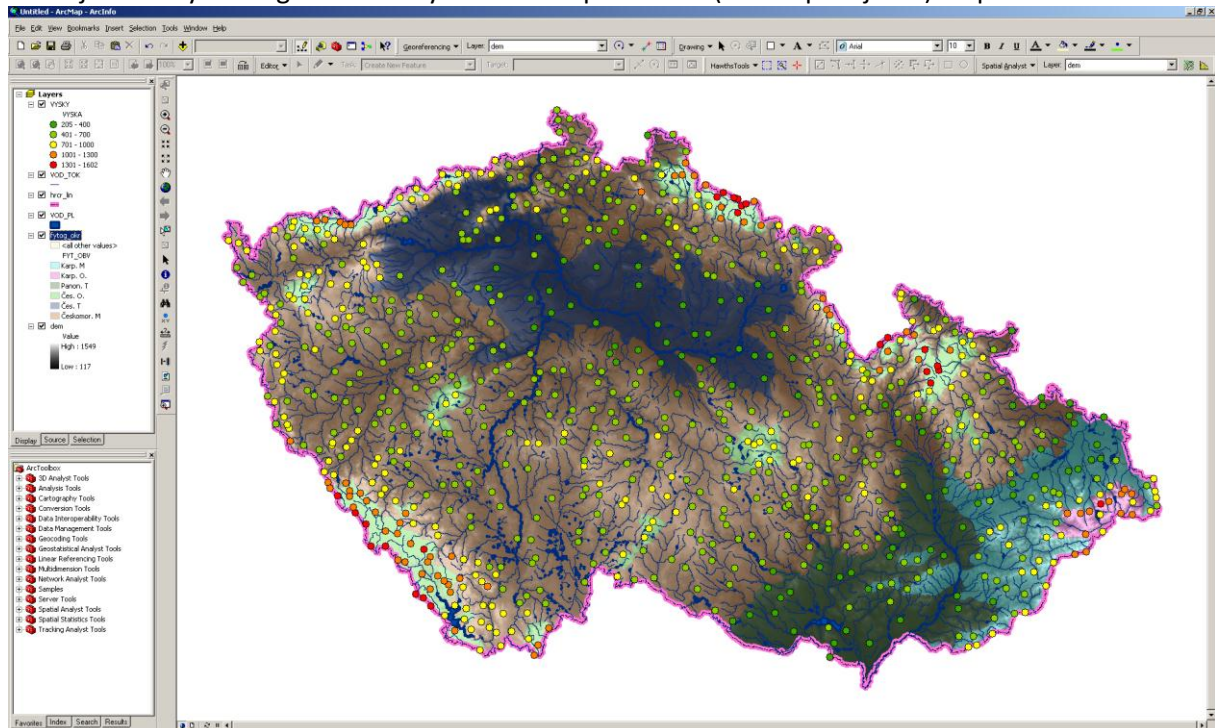 Untitled - ArcMap - ArcInfo
File Edit View Bookmarks Insert Selection Tools Window Help
Georeferencing Layer: dem Drawing Arial 10 B I U A
100% Editor Task: Create New Feature Target: HawthsTools Spatial Analyst Layer: dem
Layers
VYSKY
VYSKA
205 - 400
401 - 700
701 - 1000
1001 - 1300
1301 - 1602
VOD_TOK
hrcr_lin
VOD_PL
fytog_okr
<all other values>
FYT_OBV
Karp. M
Karp. O.
Panon. T
Čes. O.
Čes. T
Českomor. M
dem
Value
High : 1549
Low : 117
Display Source Selection
ArcToolbox
3D Analyst Tools
Analysis Tools
Cartography Tools
Conversion Tools
Data Interoperability Tools
Data Management Tools
Geocoding Tools
Geostatistical Analyst Tools
Linear Referencing Tools
Multidimension Tools
Network Analyst Tools
Samples
Server Tools
Spatial Analyst Tools
Spatial Statistics Tools
Tracking Analyst Tools
Favorites Index Search Results